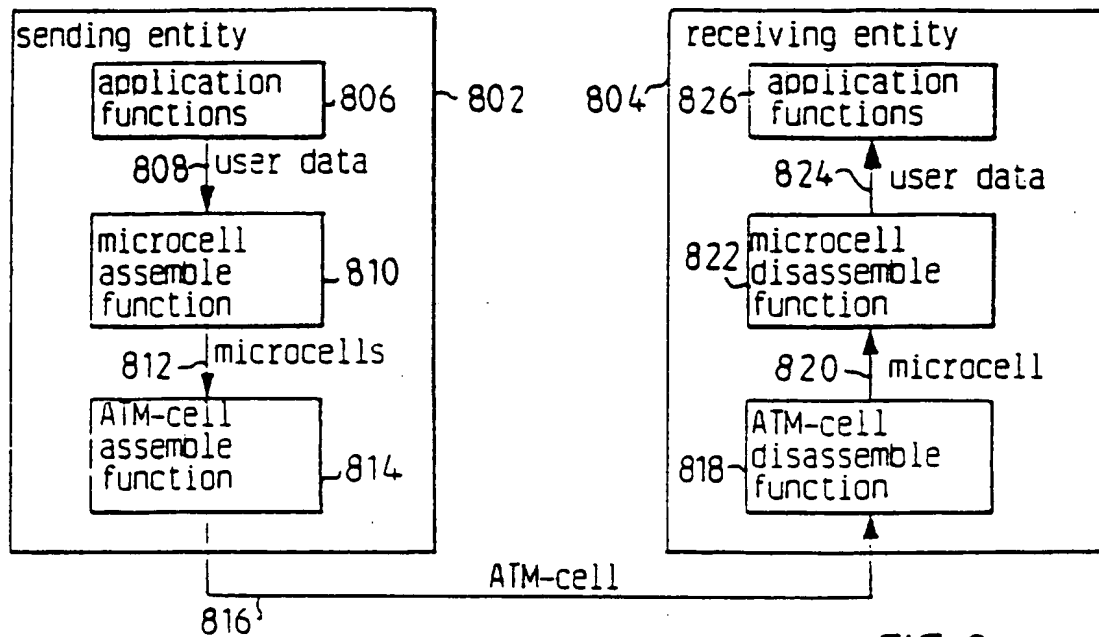 sending entity
application
functions
806
802
808
user data
microcell
assemble
function
810
812
microcells
ATM-cell
assemble
function
814
816
ATM-cell
receiving entity
804
826
application
functions
824
user data
822
microcell
disassemble
function
820
microcell
818
ATM-cell
disassemble
function